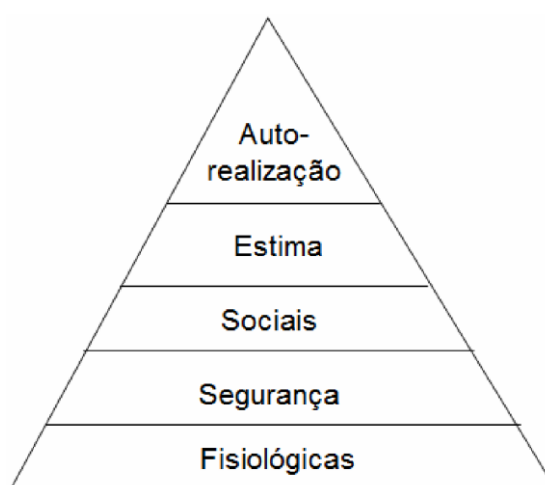 Auto-
realização
Estima
Sociais
Segurança
Fisiológicas